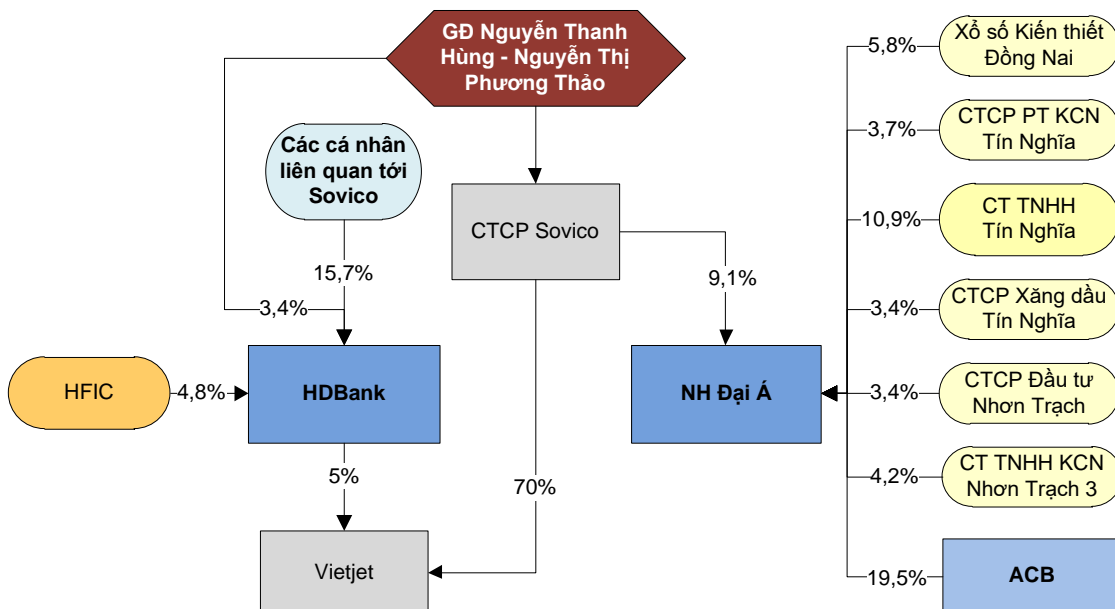 GĐ Nguyễn Thanh
Hùng - Nguyễn Thị
Phương Thảo
Các cá nhân
liên quan tới
Sovico
CTCP Sovico
15,7%
3,4%
9,1%
HFIC
4,8%
HDBank
NH Đại Á
5%
70%
Vietjet
5,8%
Xổ số Kiến thiết
Đồng Nai
3,7%
CTCP PT KCN
Tín Nghĩa
10,9%
CT TNHH
Tín Nghĩa
3,4%
CTCP Xăng dầu
Tín Nghĩa
3,4%
CTCP Đầu tư
Nhơn Trạch
4,2%
CT TNHH KCN
Nhơn Trạch 3
19,5%
ACB